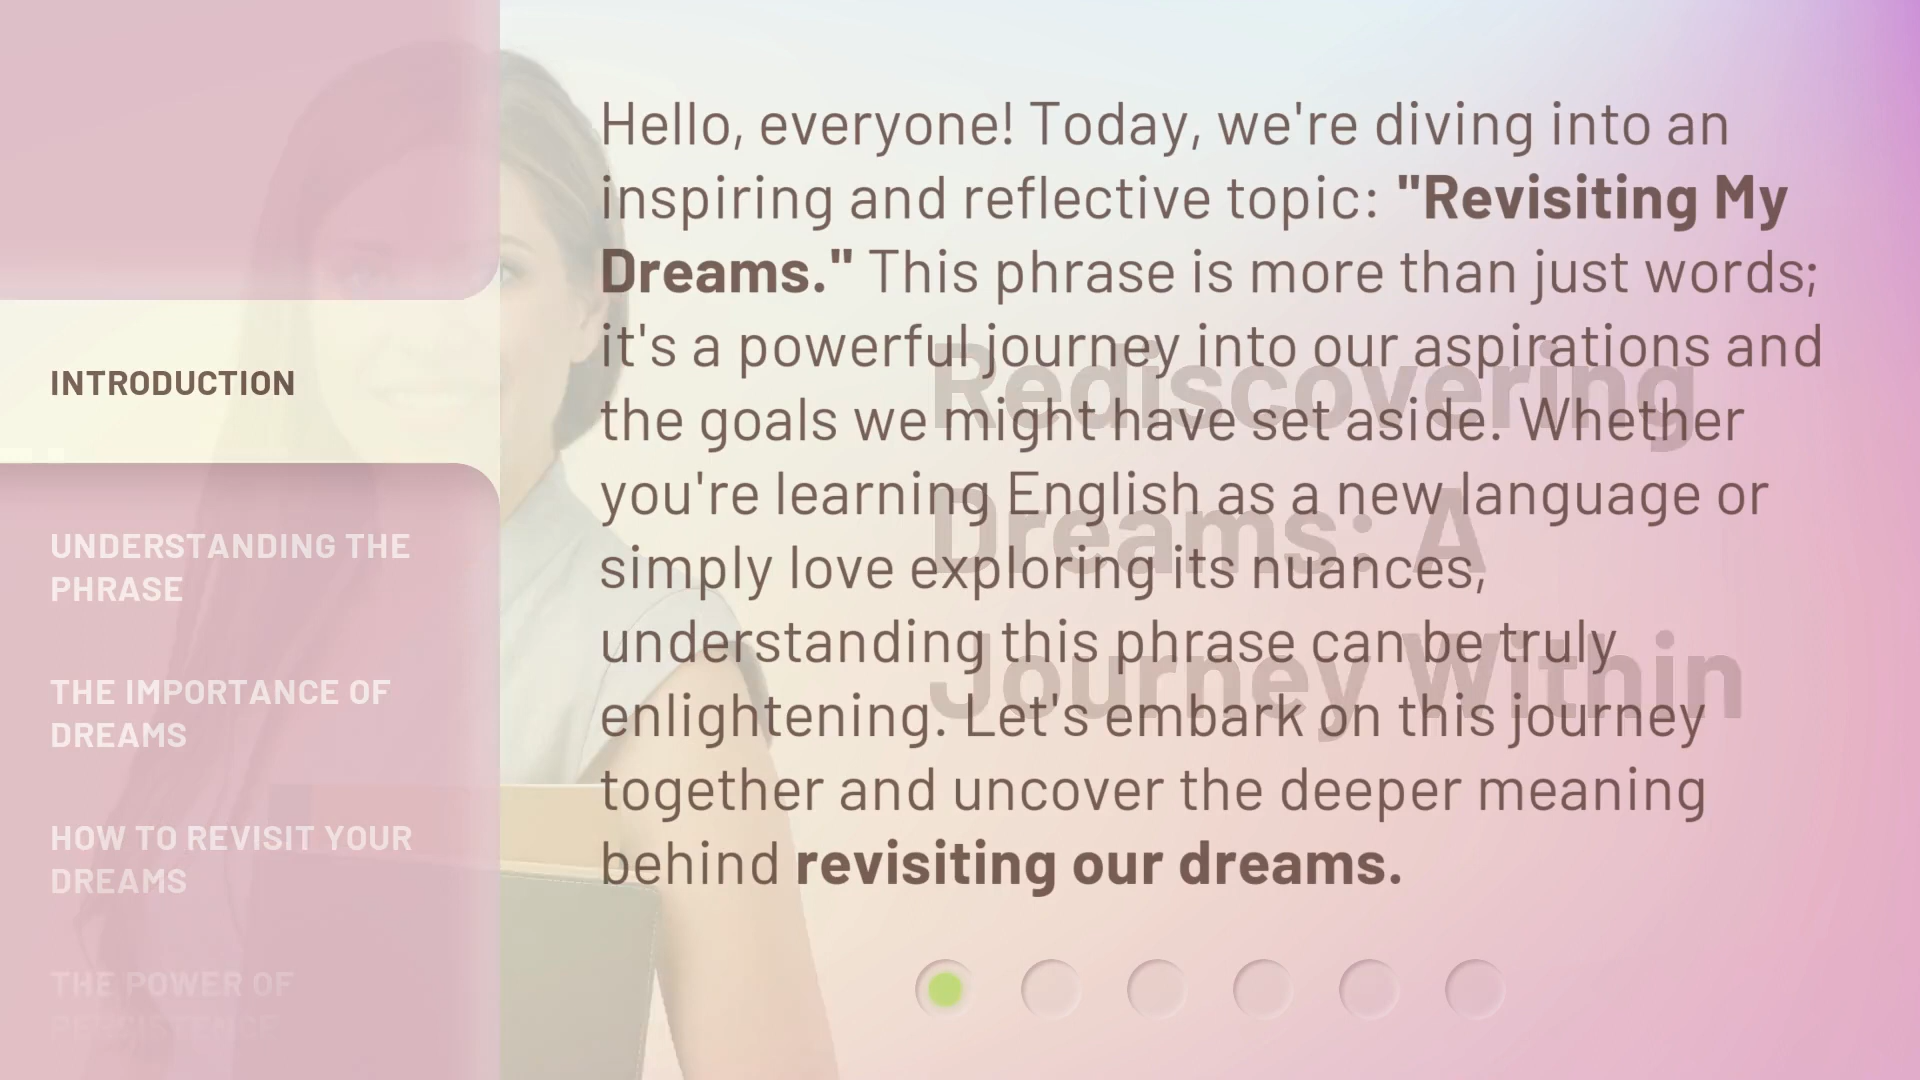 INTRODUCTION
UNDERSTANDING THE
PHRASE
THE IMPORTANCE OF
DREAMS
HOW TO REVISIT YOUR
DREAMS
THE POWER OF
PERSISTENCE
Hello, everyone! Today, we're diving into an
inspiring and reflective topic: "Revisiting My
Dreams." This phrase is more than just words;
it's a powerful journey into our aspirations and
the goals we might have set aside. Whether
you're learning English as a new language or
simply love exploring its nuances,
understanding this phrase can be truly
enlightening. Let's embark on this journey
together and uncover the deeper meaning
behind revisiting our dreams.
Rediscovering
Dreams: A
Journey Within